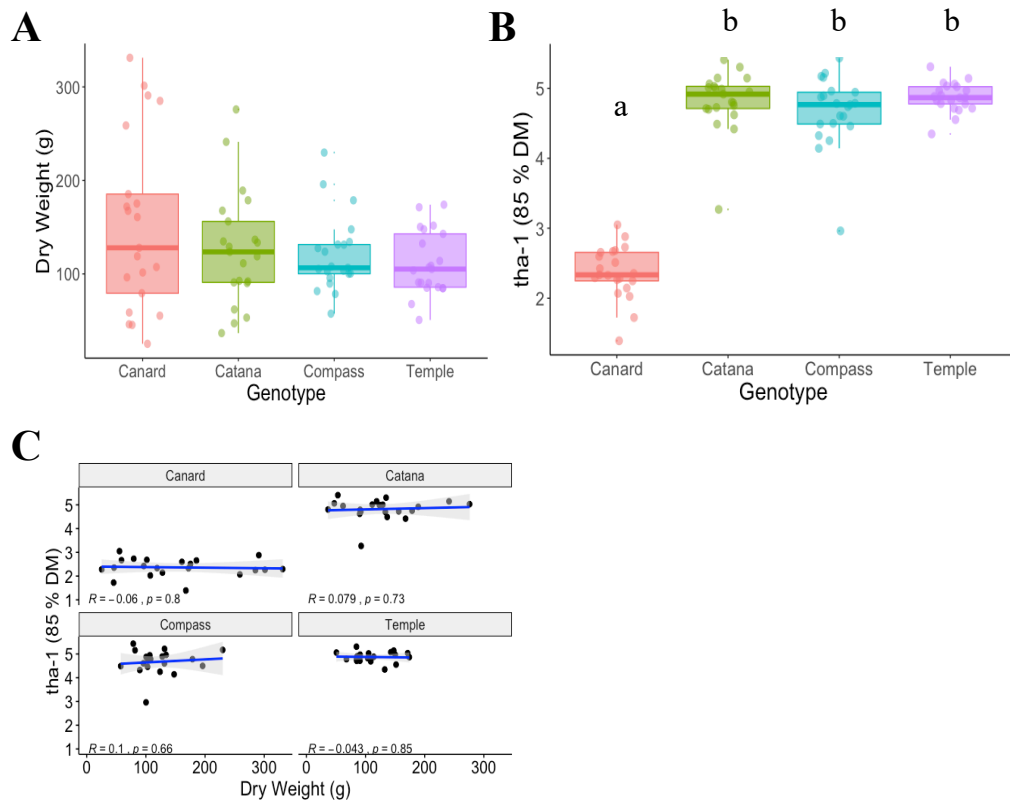 A
Dry Weight (g)
300
200
100
Canard Catana Compass Temple
Genotype
B
a b b b
tha-1 (85 % DM)
5
4
3
2
Canard Catana Compass Temple
Genotype
C
tha-1 (85 % DM)
Canard Catana
5
4
3
2
1
R = −0.06 , p = 0.8 R = 0.079 , p = 0.73
Compass Temple
5
4
3
2
1
R = 0.1 , p = 0.66 R = −0.043 , p = 0.85
0 100 200 300 0 100 200 300
Dry Weight (g)